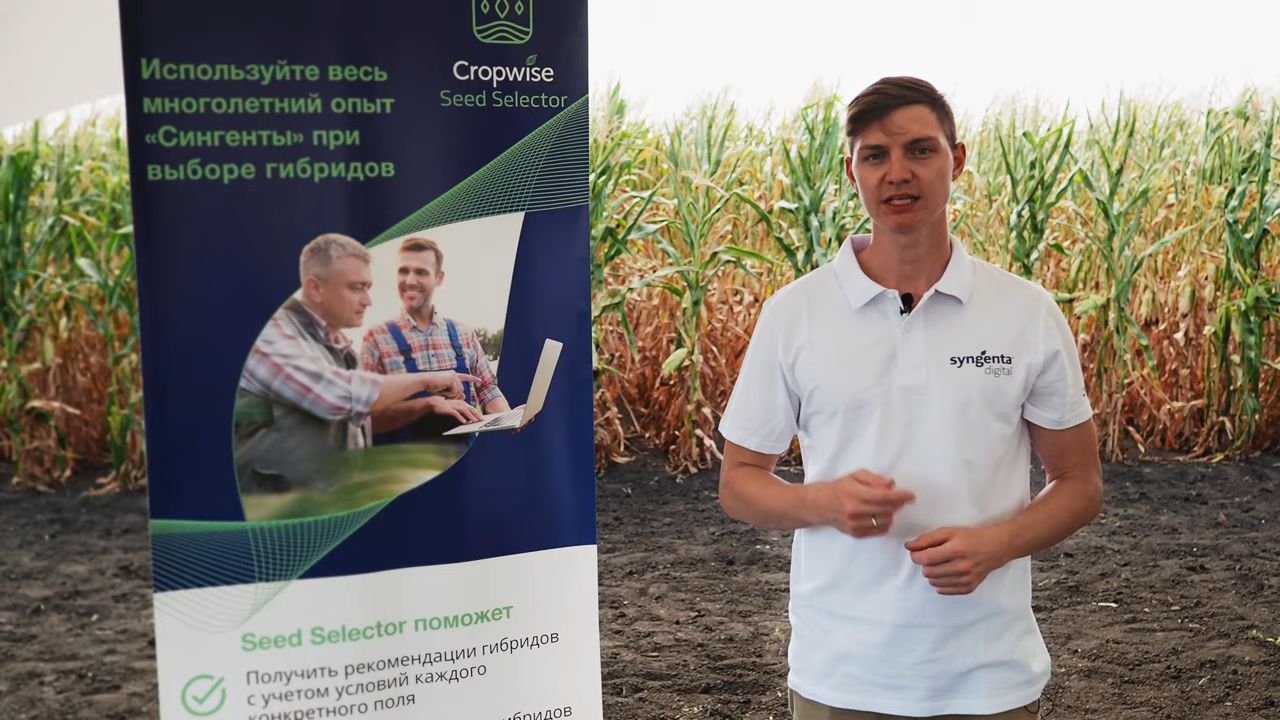 Используйте весь
многолетний опыт
«Сингенты» при
выборе гибридов
Cropwise
Seed Selector
syngenta
digital
Seed Selector поможет
Получить рекомендации гибридов
с учетом условий каждого
конкретного поля
гибридов